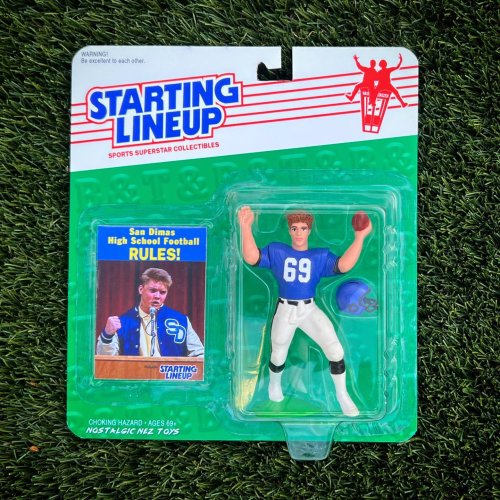 WARNING!
Be excellent to each other.
STARTING
LINEUP
SPORTS SUPERSTAR COLLECTIBLES
San Dimas
High School Football
RULES!
SD
STARTING
LINEUP
69
CHOKING HAZARD • AGES 69+
NOSTALGIC NEZ TOYS